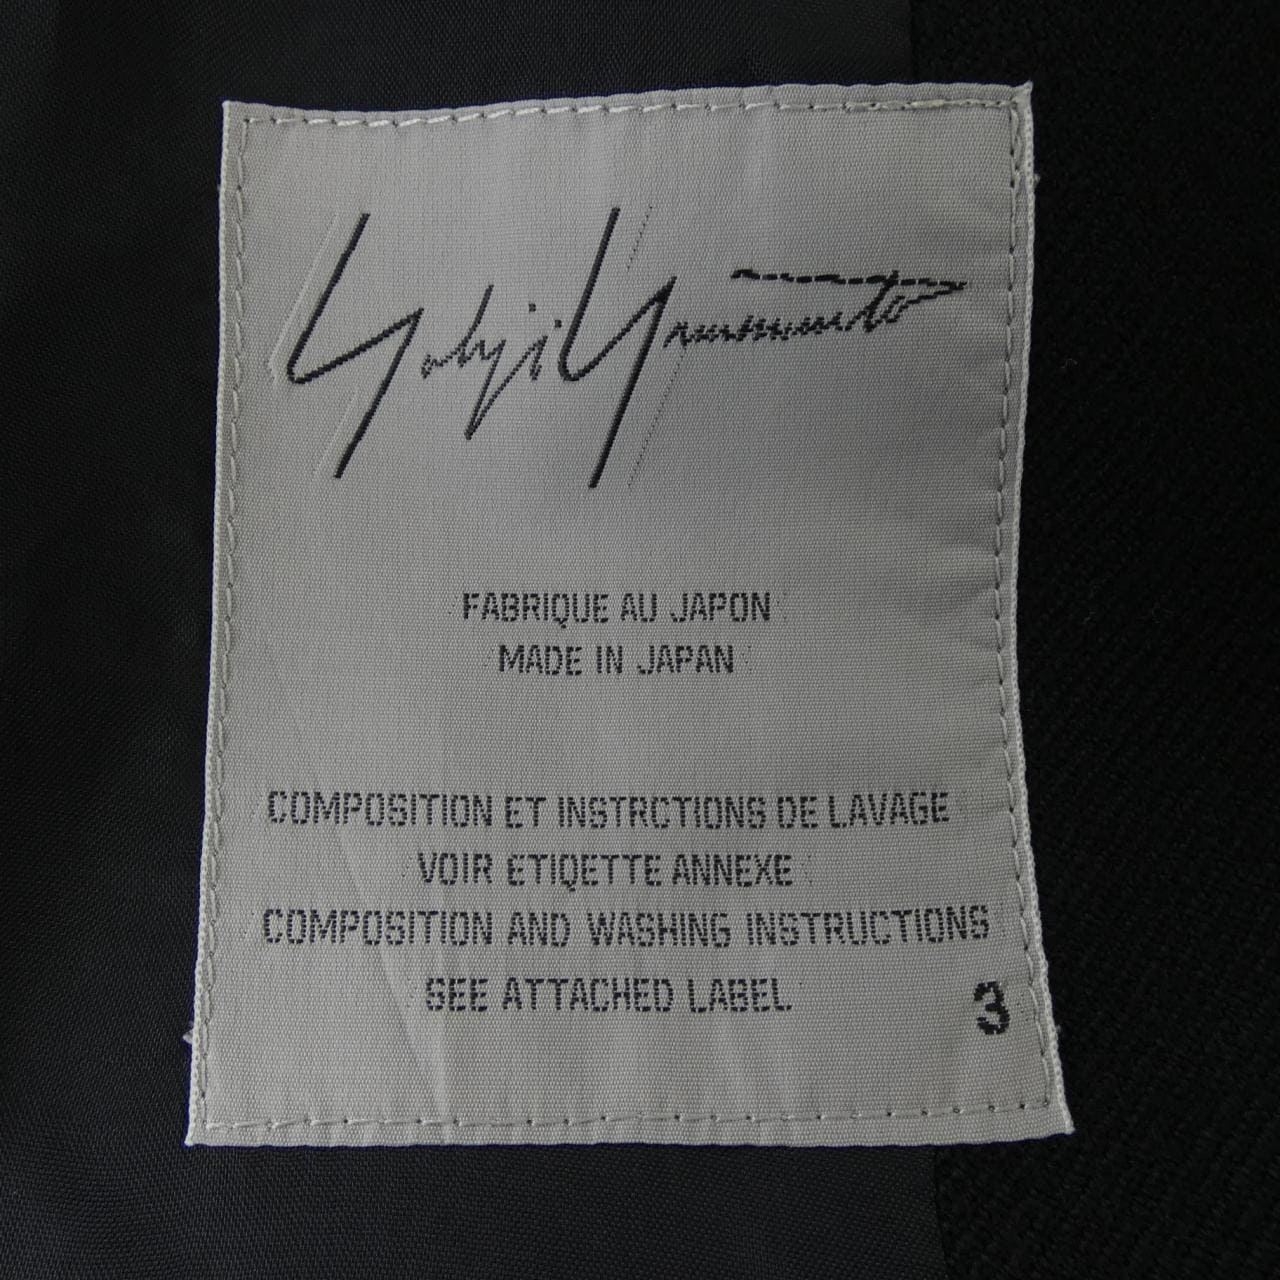 Yohji Yamamoto
FABRIQUE AU JAPON
MADE IN JAPAN
COMPOSITION ET INSTRCTIONS DE LAVAGE
VOIR ETIQETTE ANNEXE
COMPOSITION AND WASHING INSTRUCTIONS
SEE ATTACHED LABEL
3